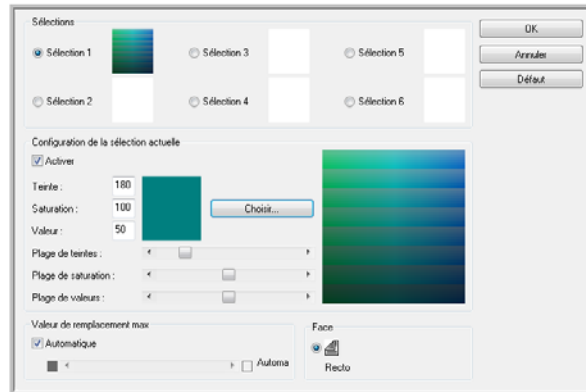 Sélections
OK
Sélection 1
Sélection 3
Sélection 5
Annuler
Défaut
Sélection 2
Sélection 4
Sélection 6
Configuration de la sélection actuelle
Activer
Teinte :
180
Saturation :
100
Choisir...
Valeur :
50
Plage de teintes :
Plage de saturation :
Plage de valeurs :
Valeur de remplacement max
Face
Automatique
Automa
Recto